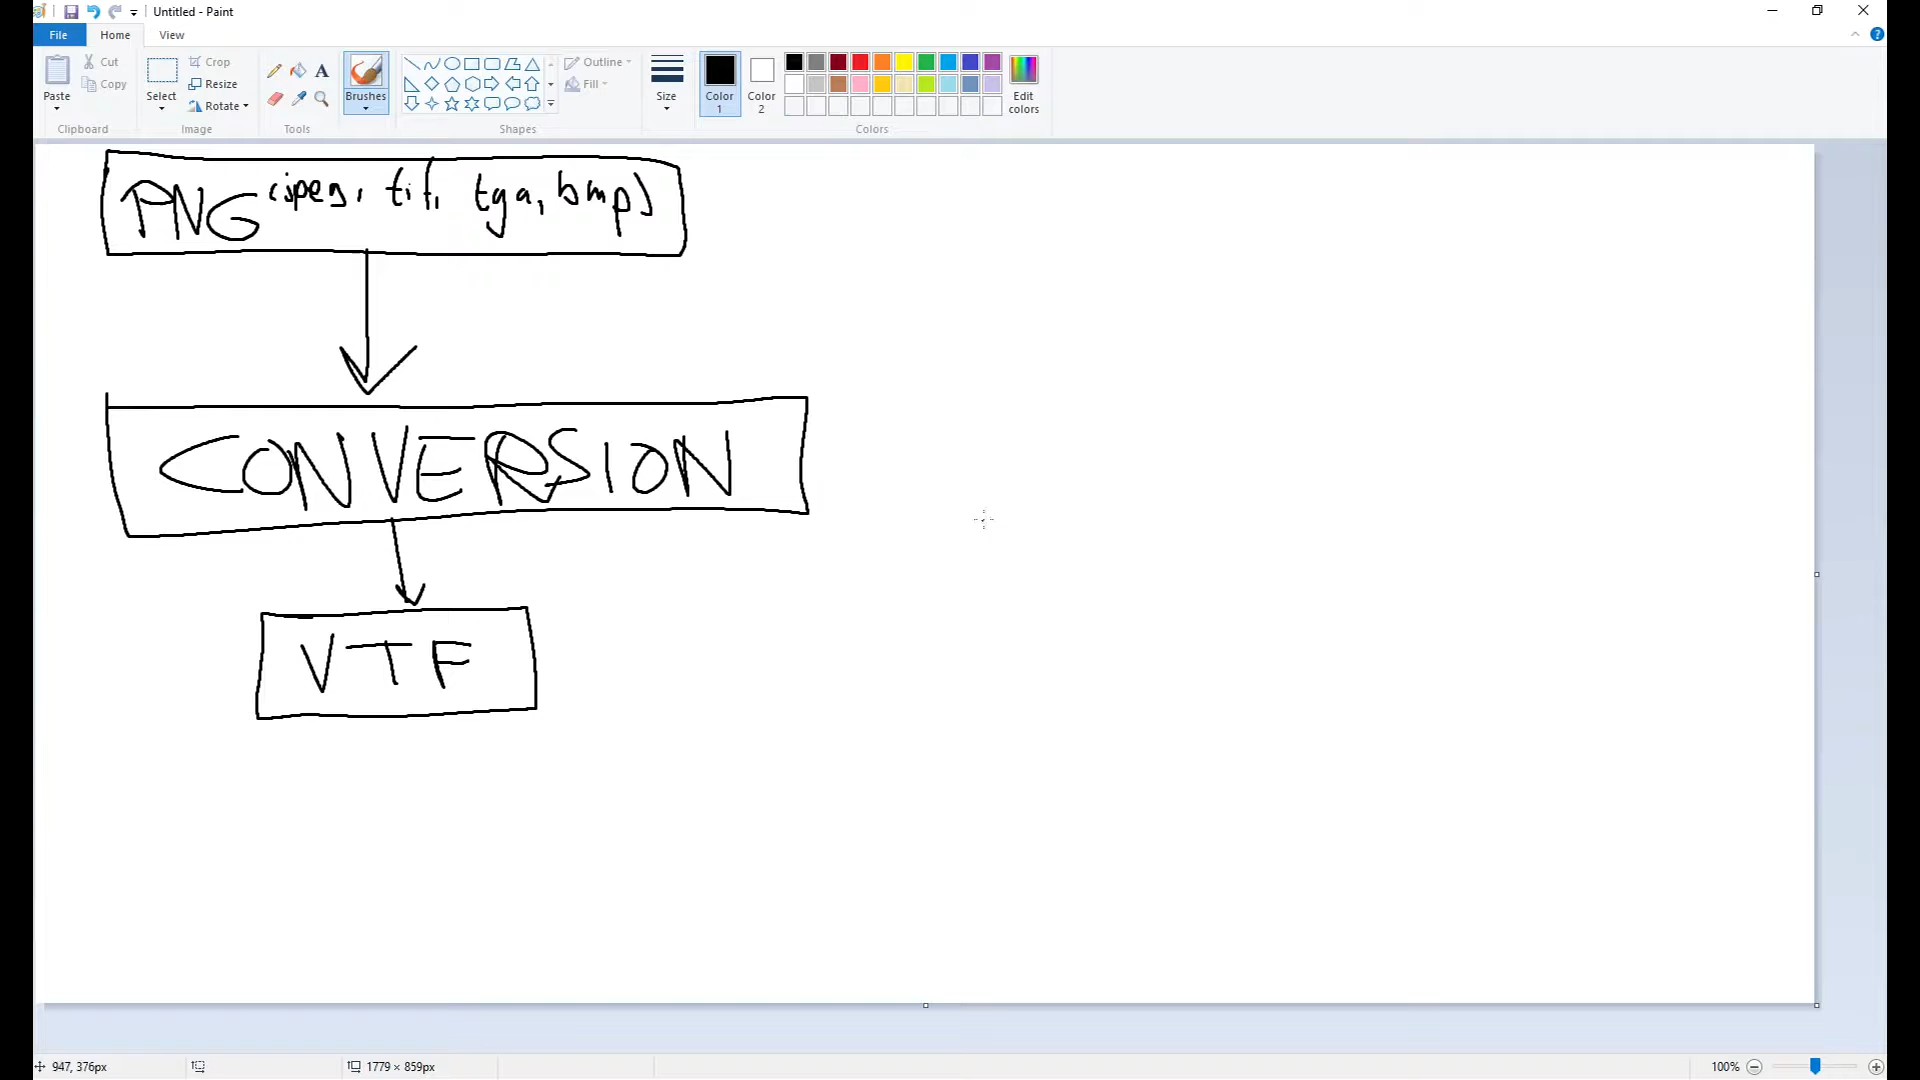 Untitled - Paint
File Home View
Paste
Cut
Copy
Clipboard
Select
Crop
Resize
Rotate
Image
Tools
Brushes
Shapes
Outline
Fill
Size
Color 1
Color 2
Edit colors
Colors
PNG (jpeg, tif, tga, bmp)
CONVERSION
VTF
947, 376px
1779 × 859px
100%